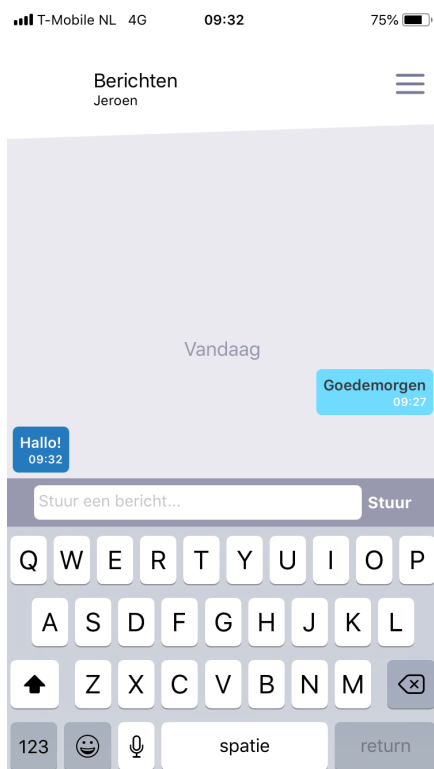 T-Mobile NL 4G 09:32 75%
Berichten
Jeroen
Vandaag
Goedemorgen
09:27
Hallo!
09:32
Stuur een bericht... Stuur
Q W E R T Y U I O P
A S D F G H J K L
Z X C V B N M
123 spatie return